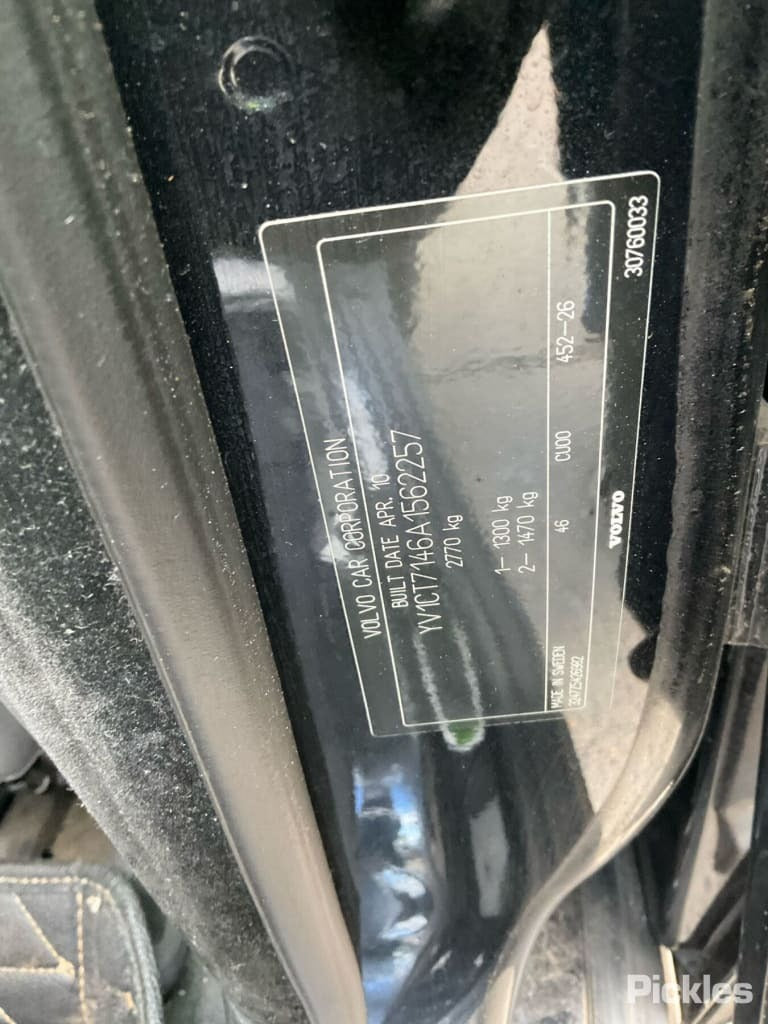 VOLVO CAR CORPORATION
BUILT DATE APR. '10
YV1CT7146A1562257
2770 kg
1– 1300 kg
2– 1470 kg
46 CU00 452–26
MADE IN SWEDEN
VOLVO 30760033
Pickles